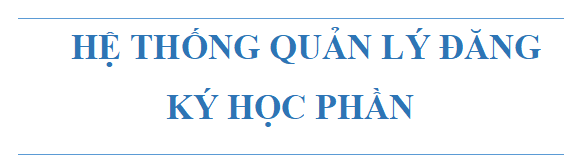 HỆ THỐNG QUẢN LÝ ĐĂNG
KÝ HỌC PHẦN